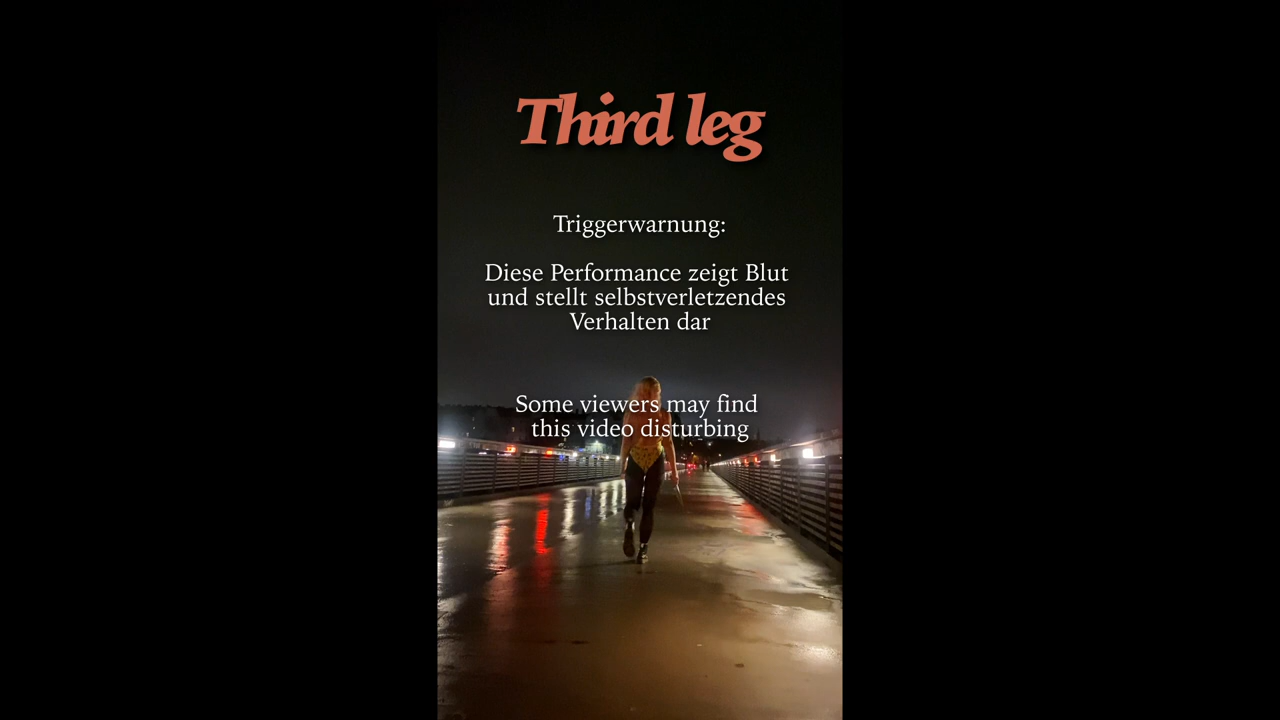 Third leg
Triggerwarnung:
Diese Performance zeigt Blut
und stellt selbstverletzendes
Verhalten dar
Some viewers may find
this video disturbing